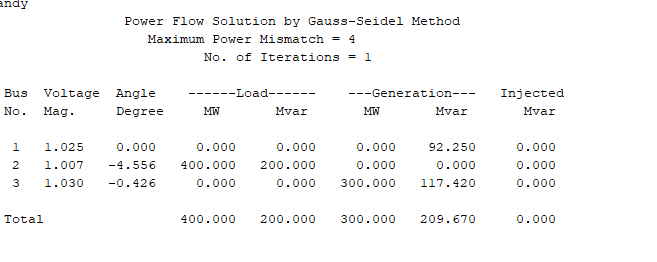 andy
Power Flow Solution by Gauss-Seidel Method
Maximum Power Mismatch = 4
No. of Iterations = 1
Bus Voltage Angle ------Load------ ---Generation--- Injected
No. Mag. Degree MW Mvar MW Mvar Mvar
1 1.025 0.000 0.000 0.000 0.000 92.250 0.000
2 1.007 -4.556 400.000 200.000 0.000 0.000 0.000
3 1.030 -0.426 0.000 0.000 300.000 117.420 0.000
Total 400.000 200.000 300.000 209.670 0.000